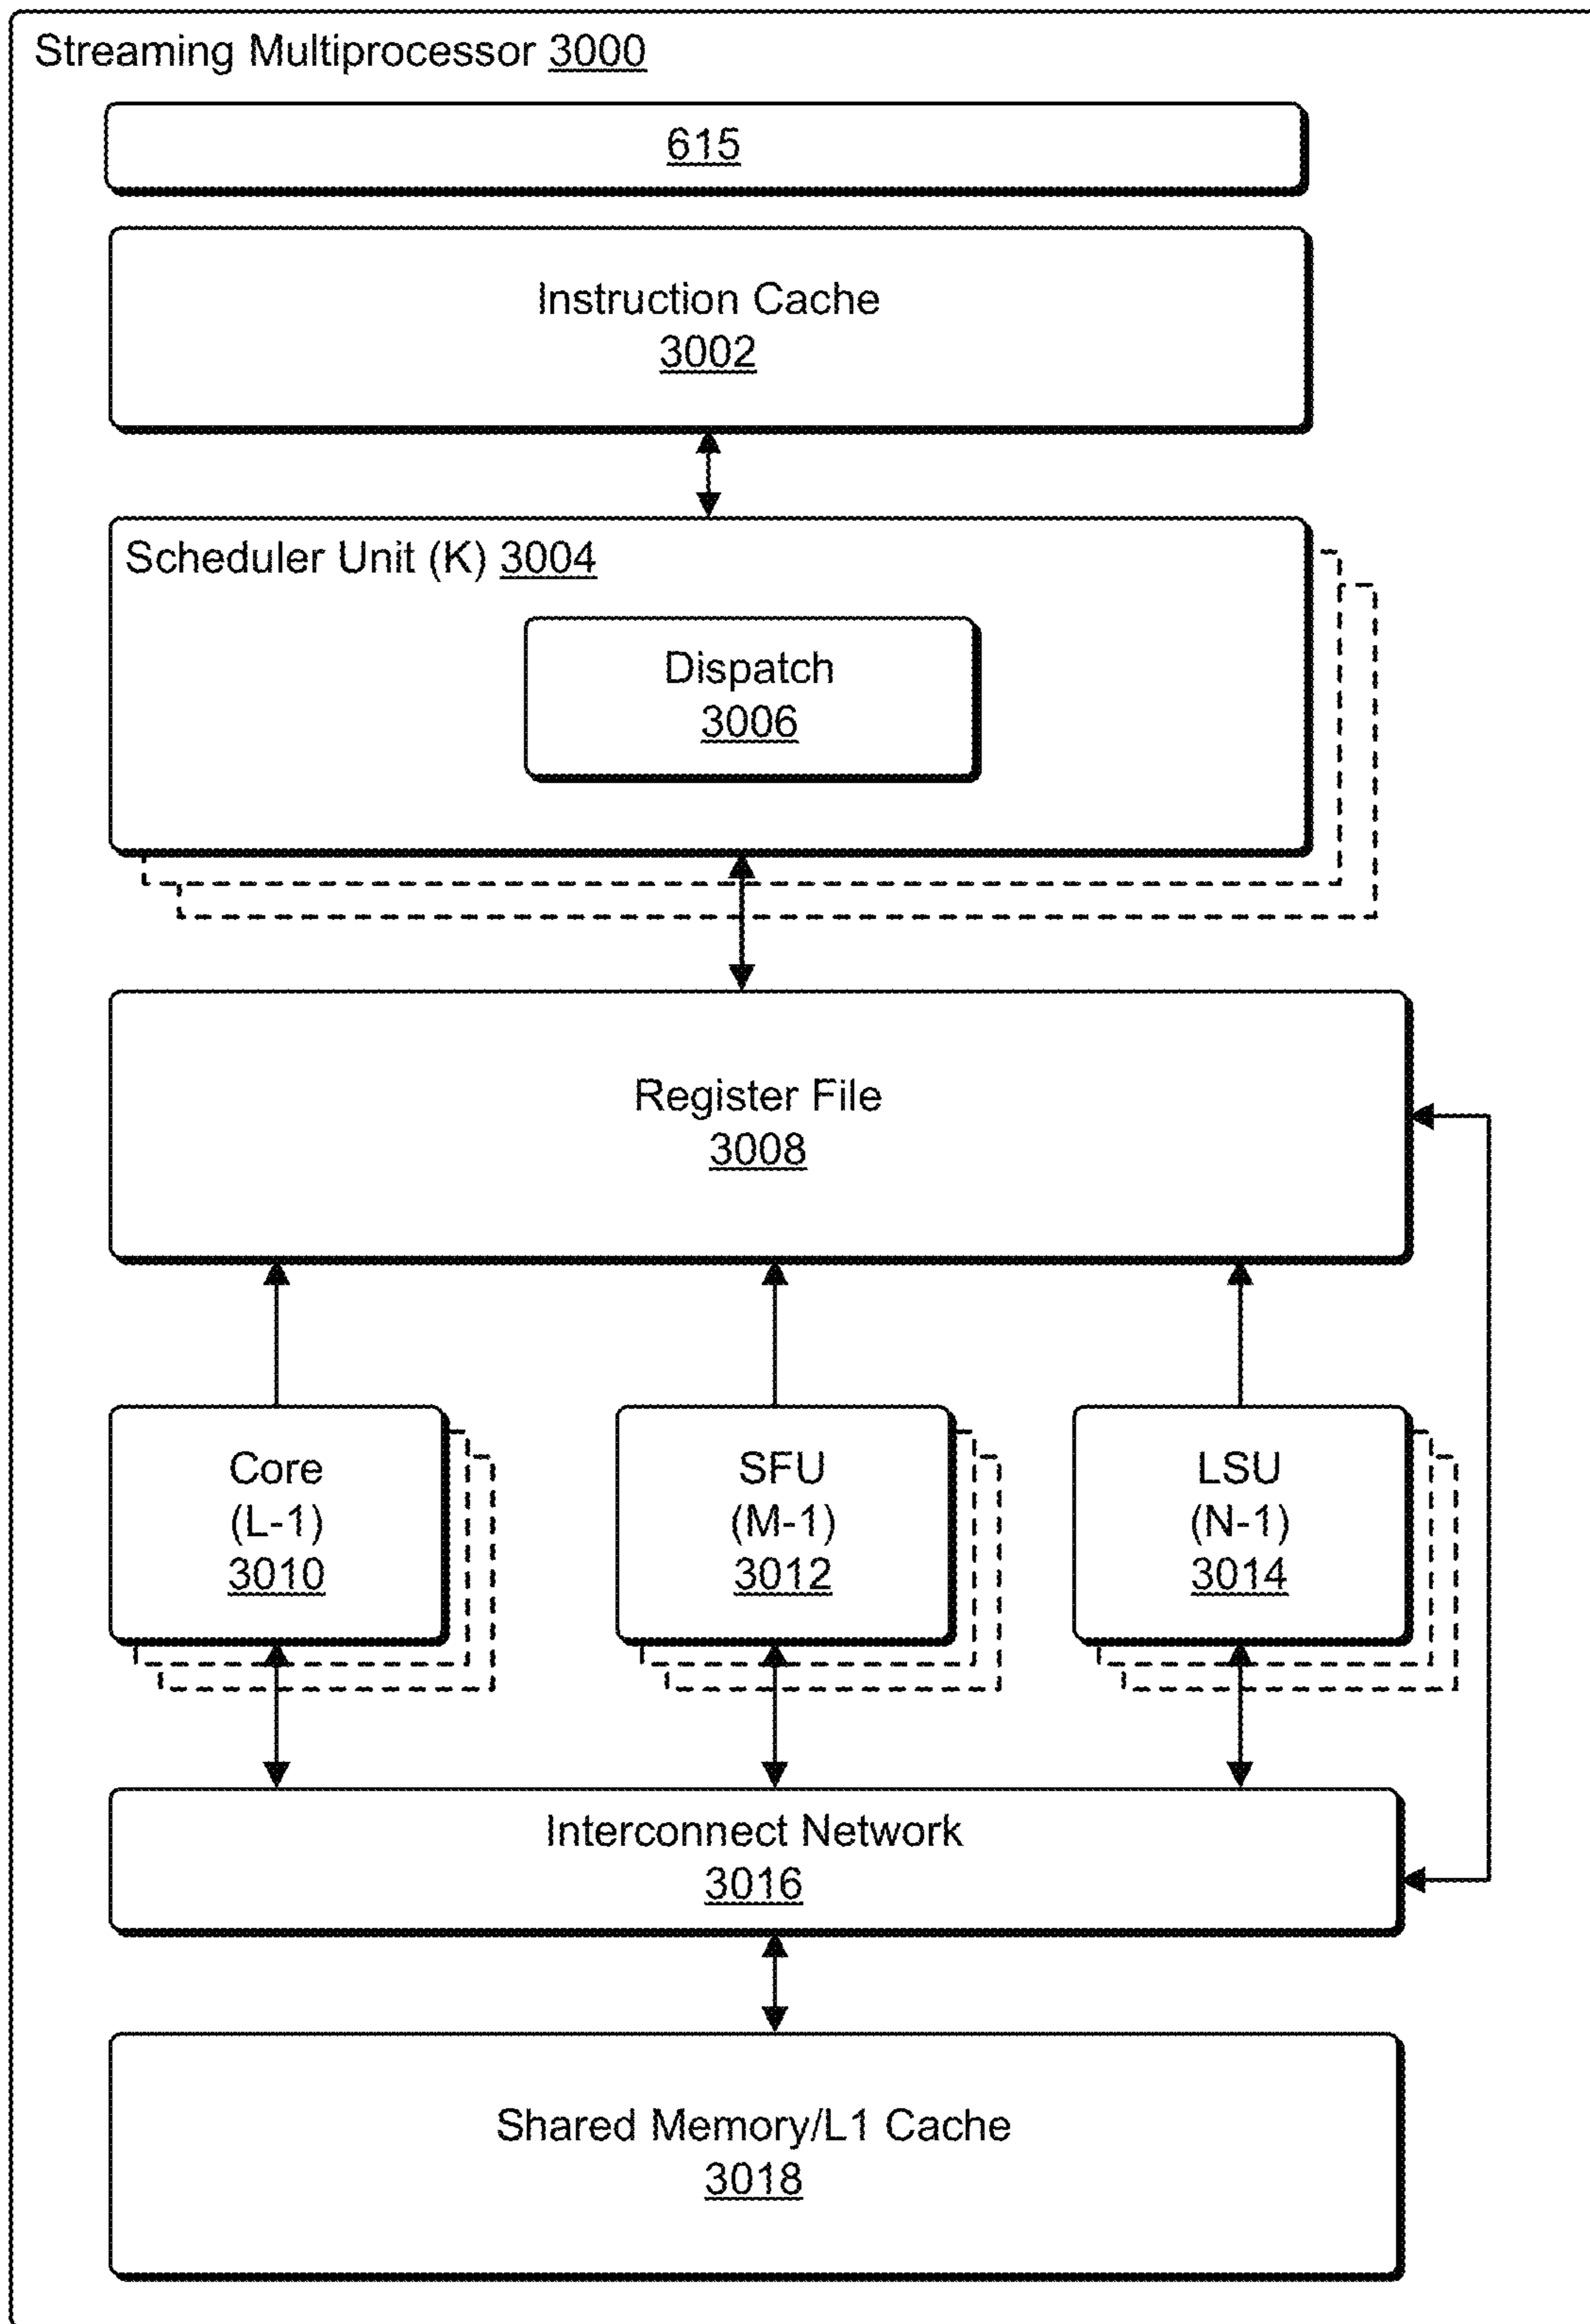 Streaming Multiprocessor 3000
615
Instruction Cache
3002
Scheduler Unit (K) 3004
Dispatch
3006
Register File
3008
Core
(L-1)
3010
SFU
(M-1)
3012
LSU
(N-1)
3014
Interconnect Network
3016
Shared Memory/L1 Cache
3018